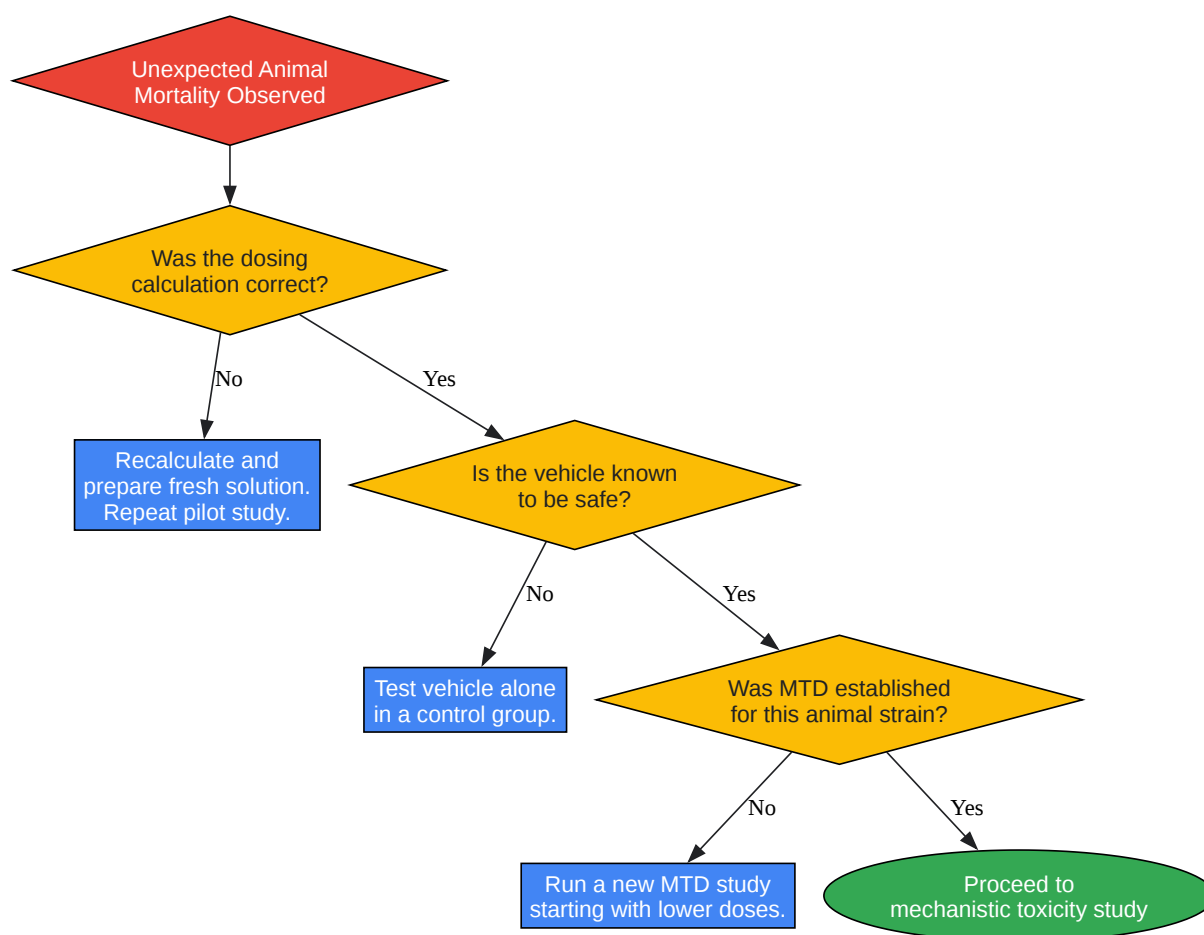 Unexpected Animal
Mortality Observed
Was the dosing
calculation correct?
No
Yes
Recalculate and
prepare fresh solution.
Repeat pilot study.
Is the vehicle known
to be safe?
No
Yes
Test vehicle alone
in a control group.
Was MTD established
for this animal strain?
No
Yes
Run a new MTD study
starting with lower doses.
Proceed to
mechanistic toxicity study